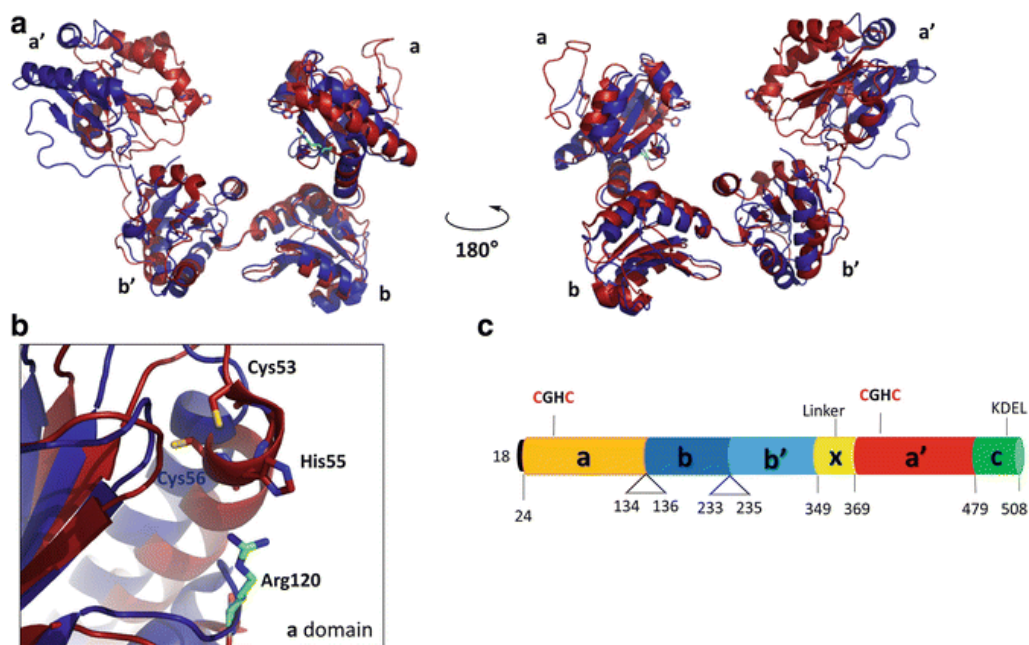 a
a’
a
b’
b
180°
a
a’
b
b’
b
Cys53
Cys56
His55
Arg120
a domain
c
CGHC
Linker
CGHC
KDEL
18
a
b
b’
x
a’
c
24
134
136
233
235
349
369
479
508